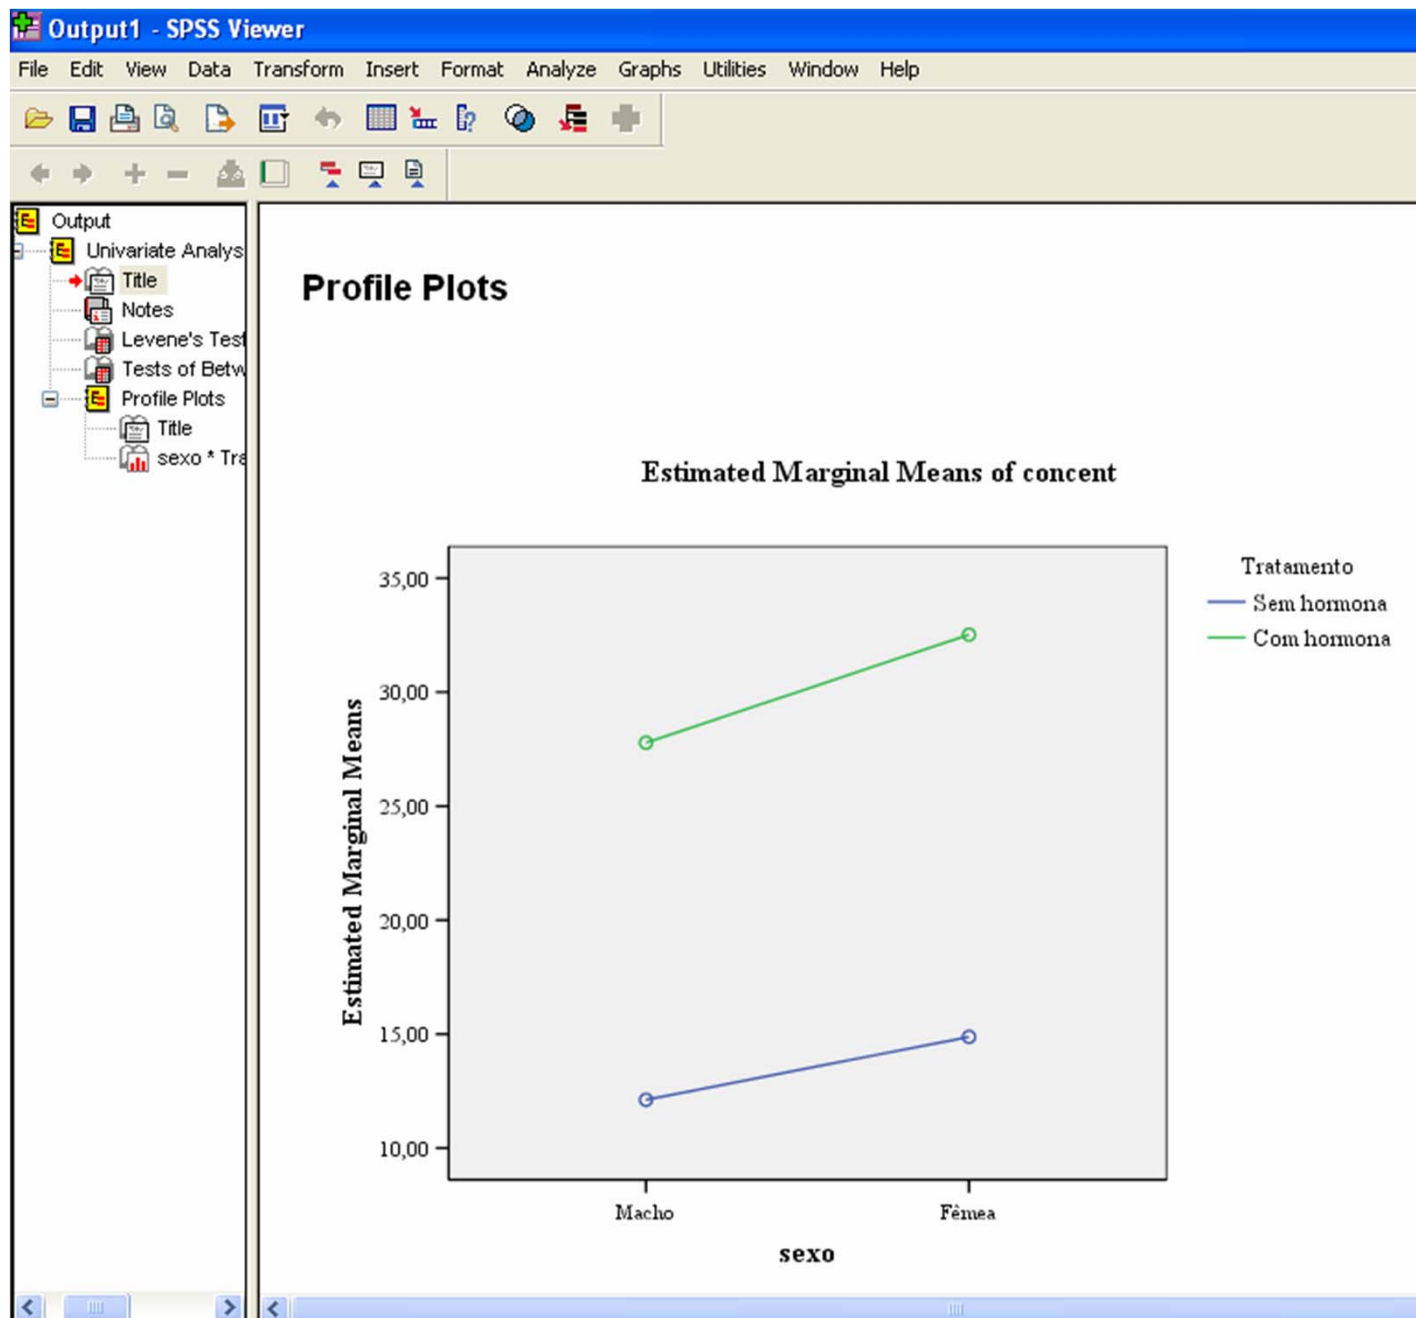 Output1 - SPSS Viewer
File Edit View Data Transform Insert Format Analyze Graphs Utilities Window Help
Output
Univariate Analys
Title
Notes
Levene's Test
Tests of Betw
Profile Plots
Title
sexo * Tra
Profile Plots
Estimated Marginal Means of concent
Estimated Marginal Means
35,00
30,00
25,00
20,00
15,00
10,00
Macho Fêmea
sexo
Tratamento
Sem hormona
Com hormona